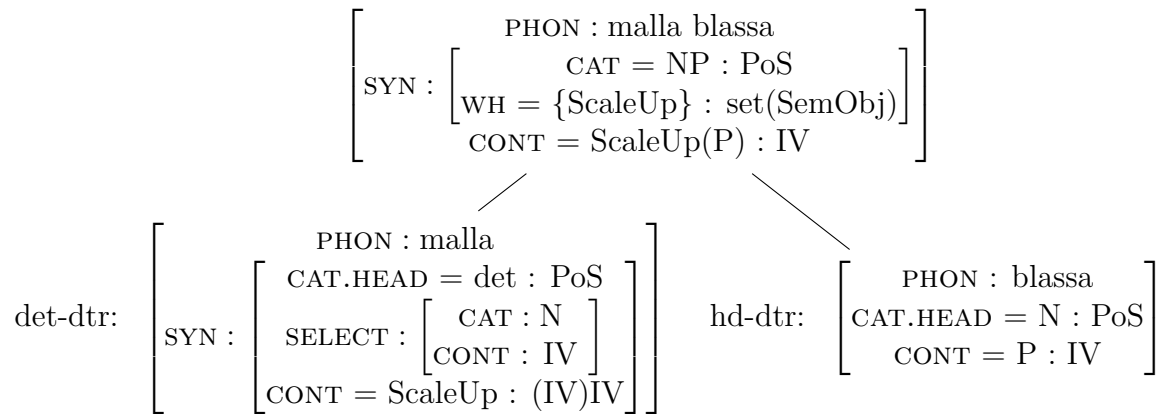 PHON : malla blassa
SYN : [CAT = NP : PoS
WH = {ScaleUp} : set(SemObj)]
CONT = ScaleUp(P) : IV
det-dtr:
PHON : malla
SYN : [CAT.HEAD = det : PoS
SELECT : [CAT : N
CONT : IV]
CONT = ScaleUp : (IV)IV]
hd-dtr:
PHON : blassa
CAT.HEAD = N : PoS
CONT = P : IV